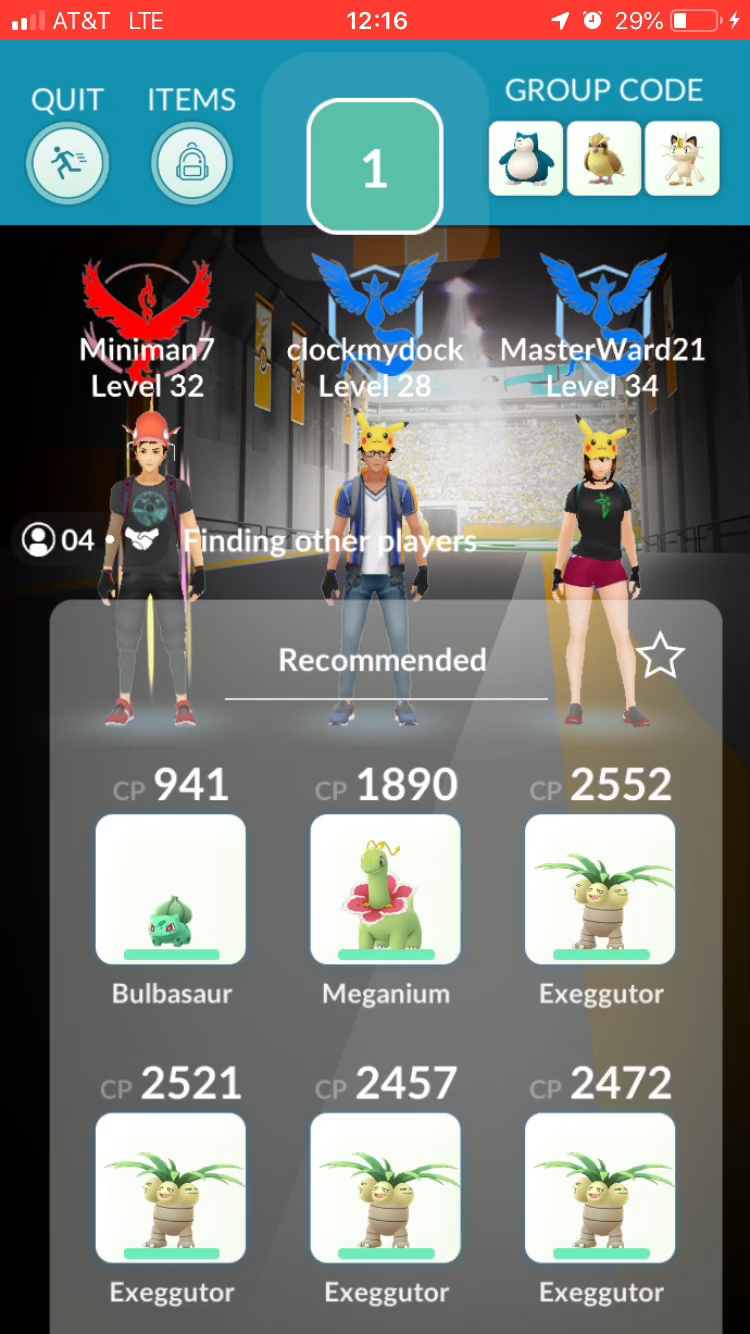 AT&T LTE 12:16 29%
QUIT ITEMS GROUP CODE
1
Miniman7 clockmydock MasterWard21
Level 32 Level 28 Level 34
04 • Finding other players
Recommended
CP 941 CP 1890 CP 2552
Bulbasaur Meganium Exeggutor
CP 2521 CP 2457 CP 2472
Exeggutor Exeggutor Exeggutor